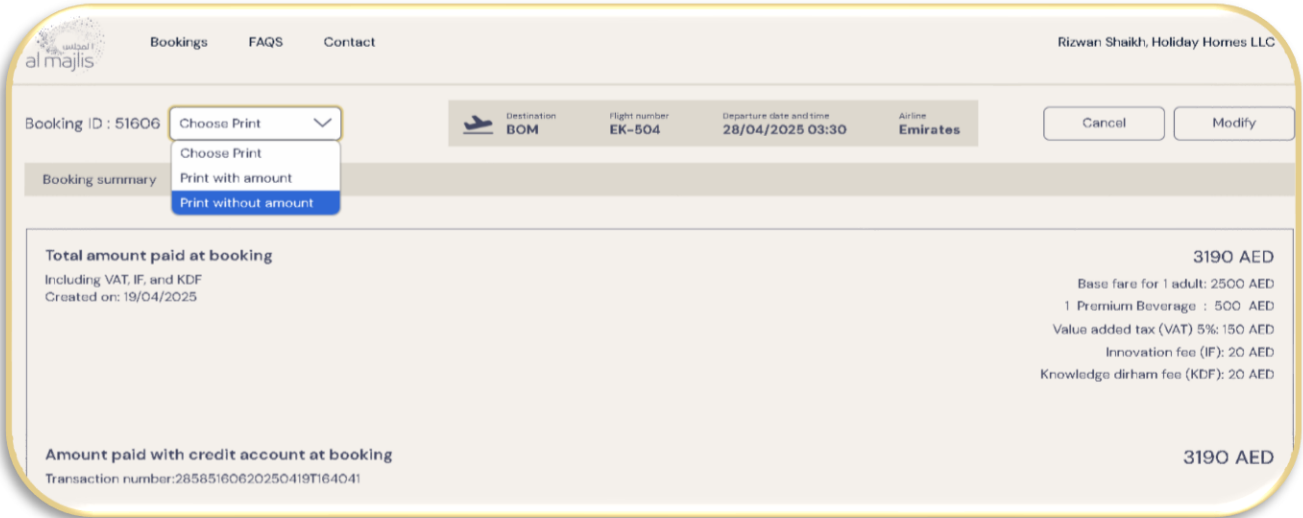 المجلس
al majlis
Bookings FAQS Contact
Rizwan Shaikh, Holiday Homes LLC
Booking ID : 51606
Choose Print
Choose Print
Print with amount
Print without amount
Destination
BOM
Flight number
EK-504
Departure date and time
28/04/2025 03:30
Airline
Emirates
Cancel
Modify
Booking summary
Total amount paid at booking
3190 AED
Including VAT, IF, and KDF
Created on: 19/04/2025
Base fare for 1 adult: 2500 AED
1 Premium Beverage : 500 AED
Value added tax (VAT) 5%: 150 AED
Innovation fee (IF): 20 AED
Knowledge dirham fee (KDF): 20 AED
Amount paid with credit account at booking
3190 AED
Transaction number:28585160620250419T164041